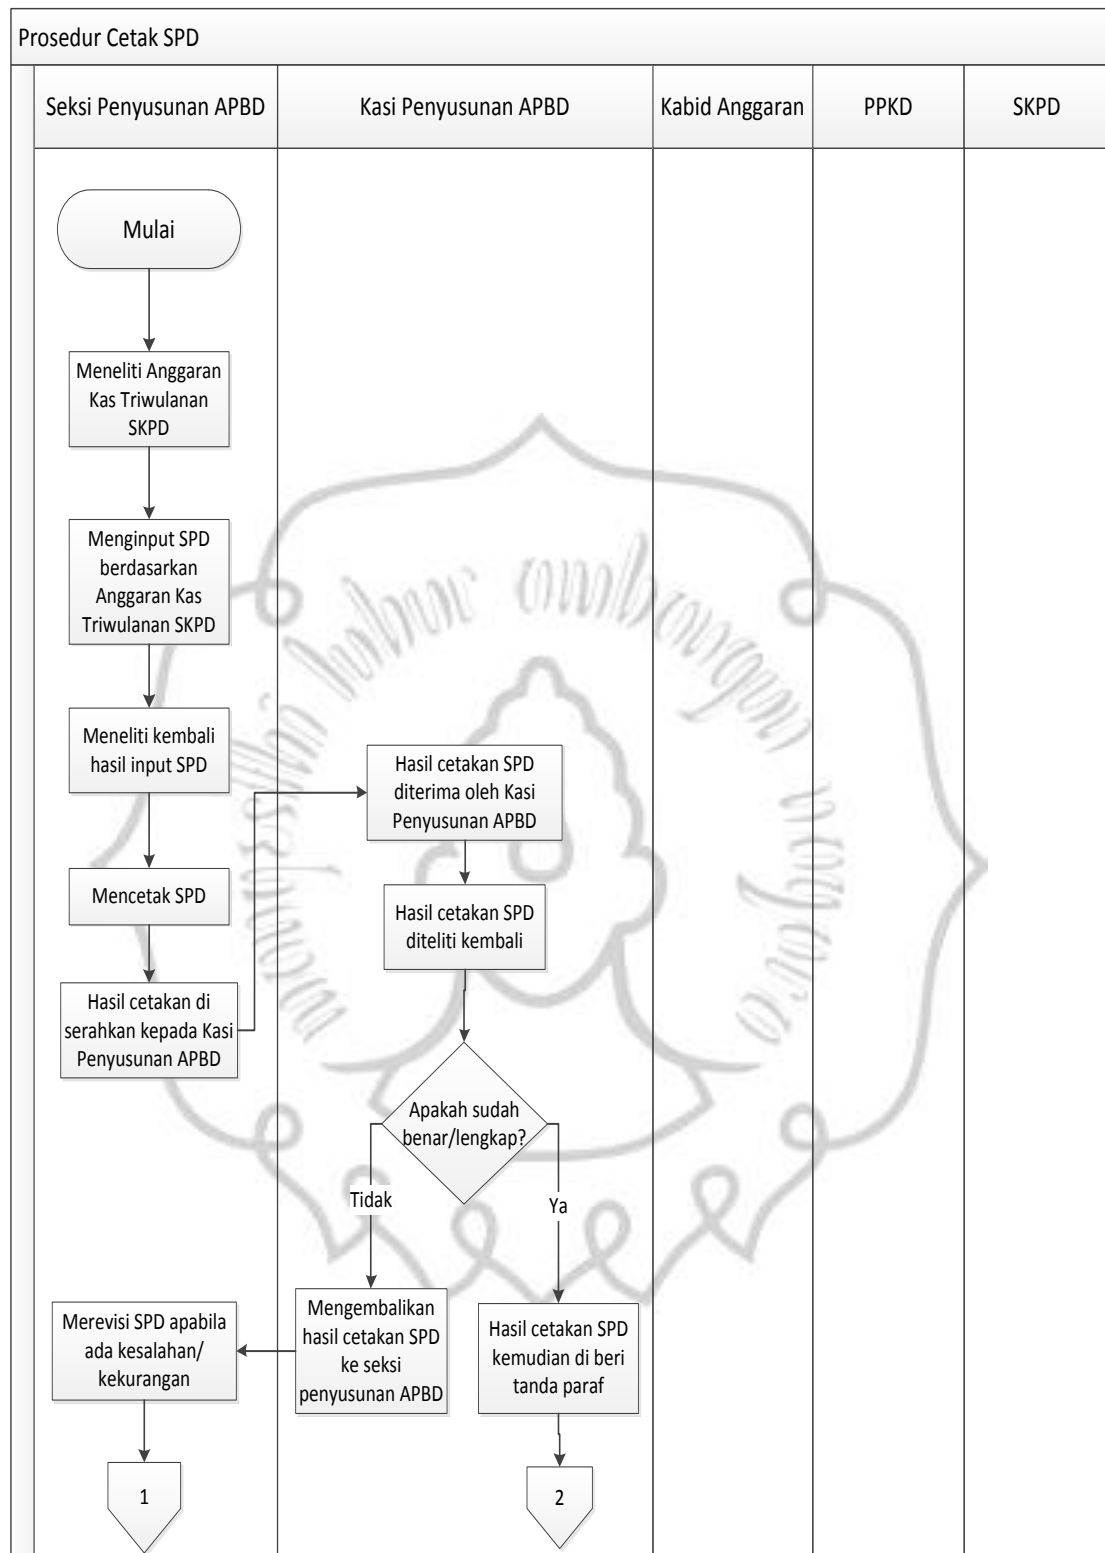 Prosedur Cetak SPD
Seksi Penyusunan APBD
Kasi Penyusunan APBD
Kabid Anggaran
PPKD
SKPD
Mulai
Meneliti Anggaran
Kas Triwulanan
SKPD
Menginput SPD
berdasarkan
Anggaran Kas
Triwulanan SKPD
Meneliti kembali
hasil input SPD
Mencetak SPD
Hasil cetakan di
serahkan kepada Kasi
Penyusunan APBD
Hasil cetakan SPD
diterima oleh Kasi
Penyusunan APBD
Hasil cetakan SPD
diteliti kembali
Apakah sudah
benar/lengkap?
Tidak
Ya
Mengembalikan
hasil cetakan SPD
ke seksi
penyusunan APBD
Hasil cetakan SPD
kemudian di beri
tanda paraf
Merevisi SPD apabila
ada kesalahan/
kekurangan
1
2